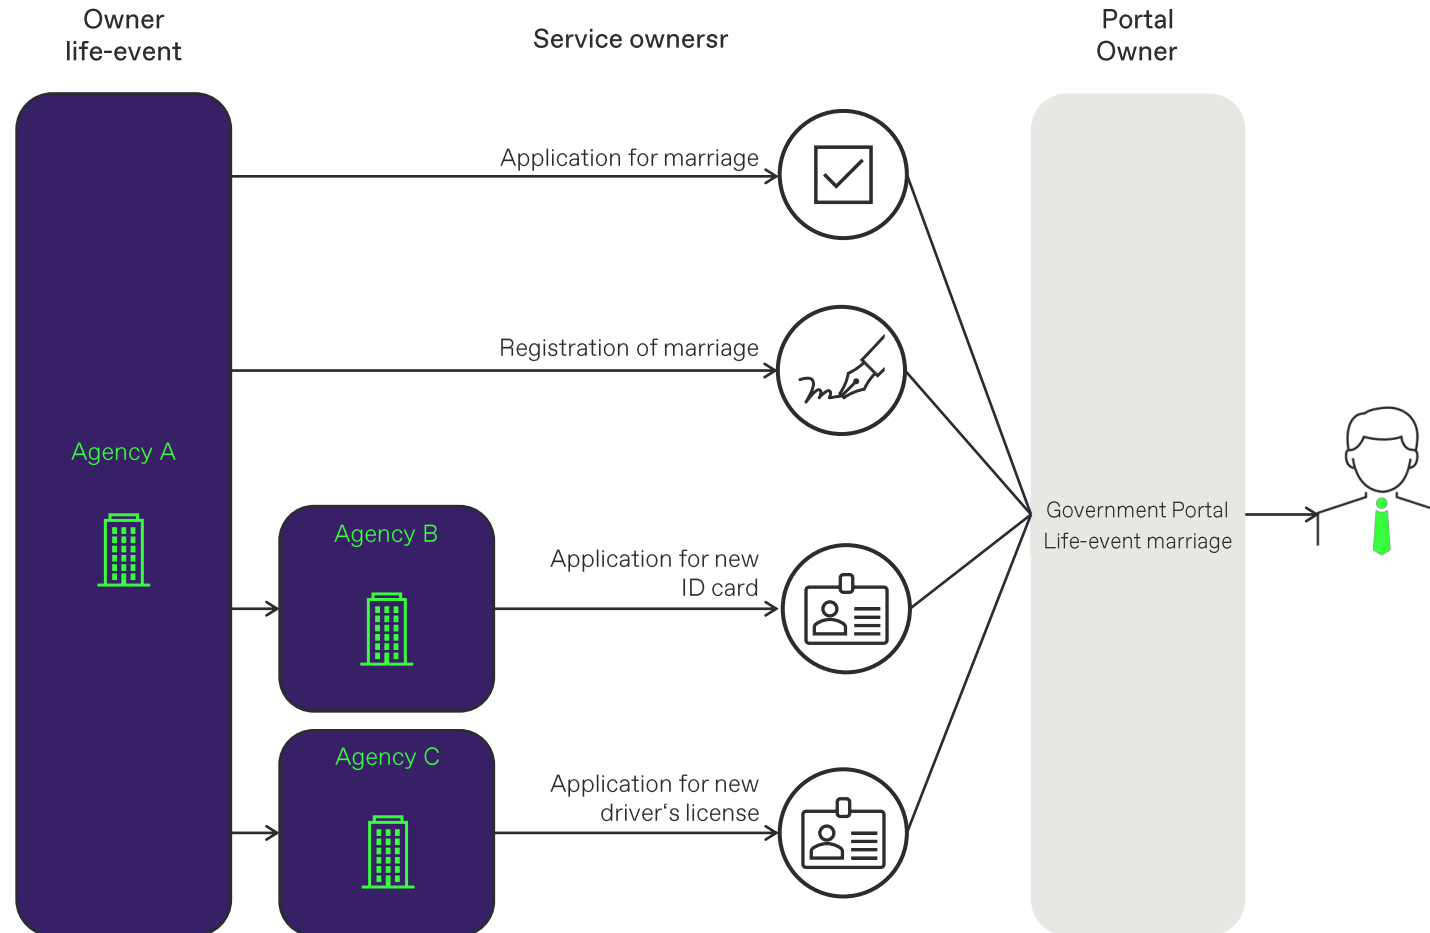 Owner
life-event
Service ownersr
Portal
Owner
Application for marriage
Registration of marriage
Agency A
Agency B
Application for new
ID card
Government Portal
Life-event marriage
Agency C
Application for new
driver‘s license